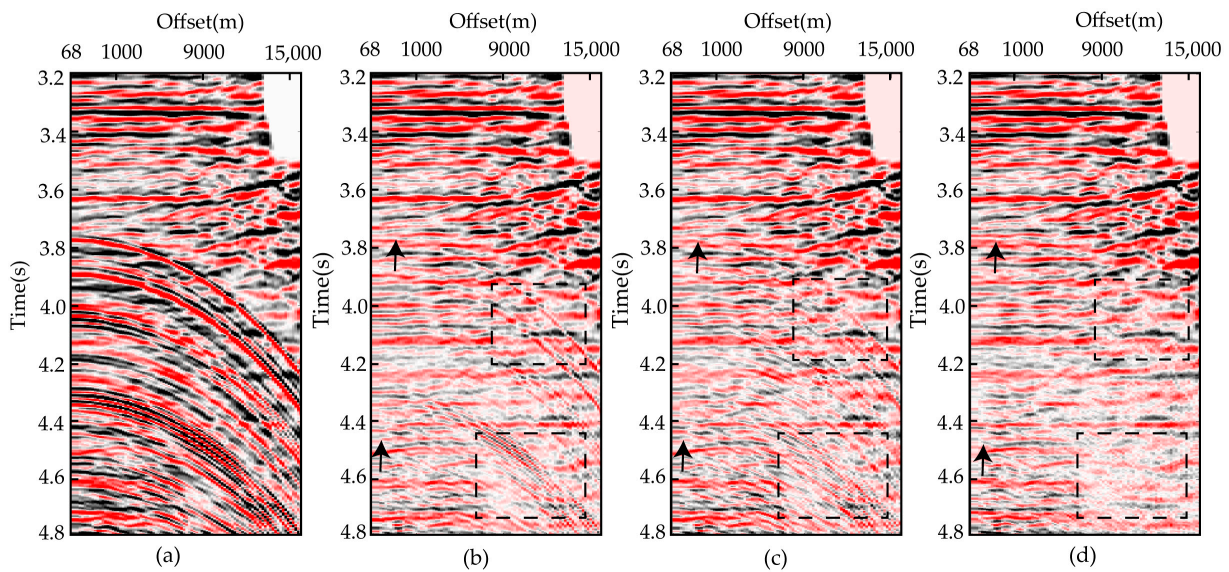 Offset(m) Offset(m) Offset(m) Offset(m)
68 1000 9000 15,000 68 1000 9000 15,000 68 1000 9000 15,000 68 1000 9000 15,000
3.2 3.2 3.2 3.2
3.4 3.4 3.4 3.4
3.6 3.6 3.6 3.6
3.8 3.8 3.8 3.8
Time(s) Time(s) Time(s) Time(s)
4.0 4.0 4.0 4.0
4.2 4.2 4.2 4.2
4.4 4.4 4.4 4.4
4.6 4.6 4.6 4.6
4.8 4.8 4.8 4.8
(a) (b) (c) (d)